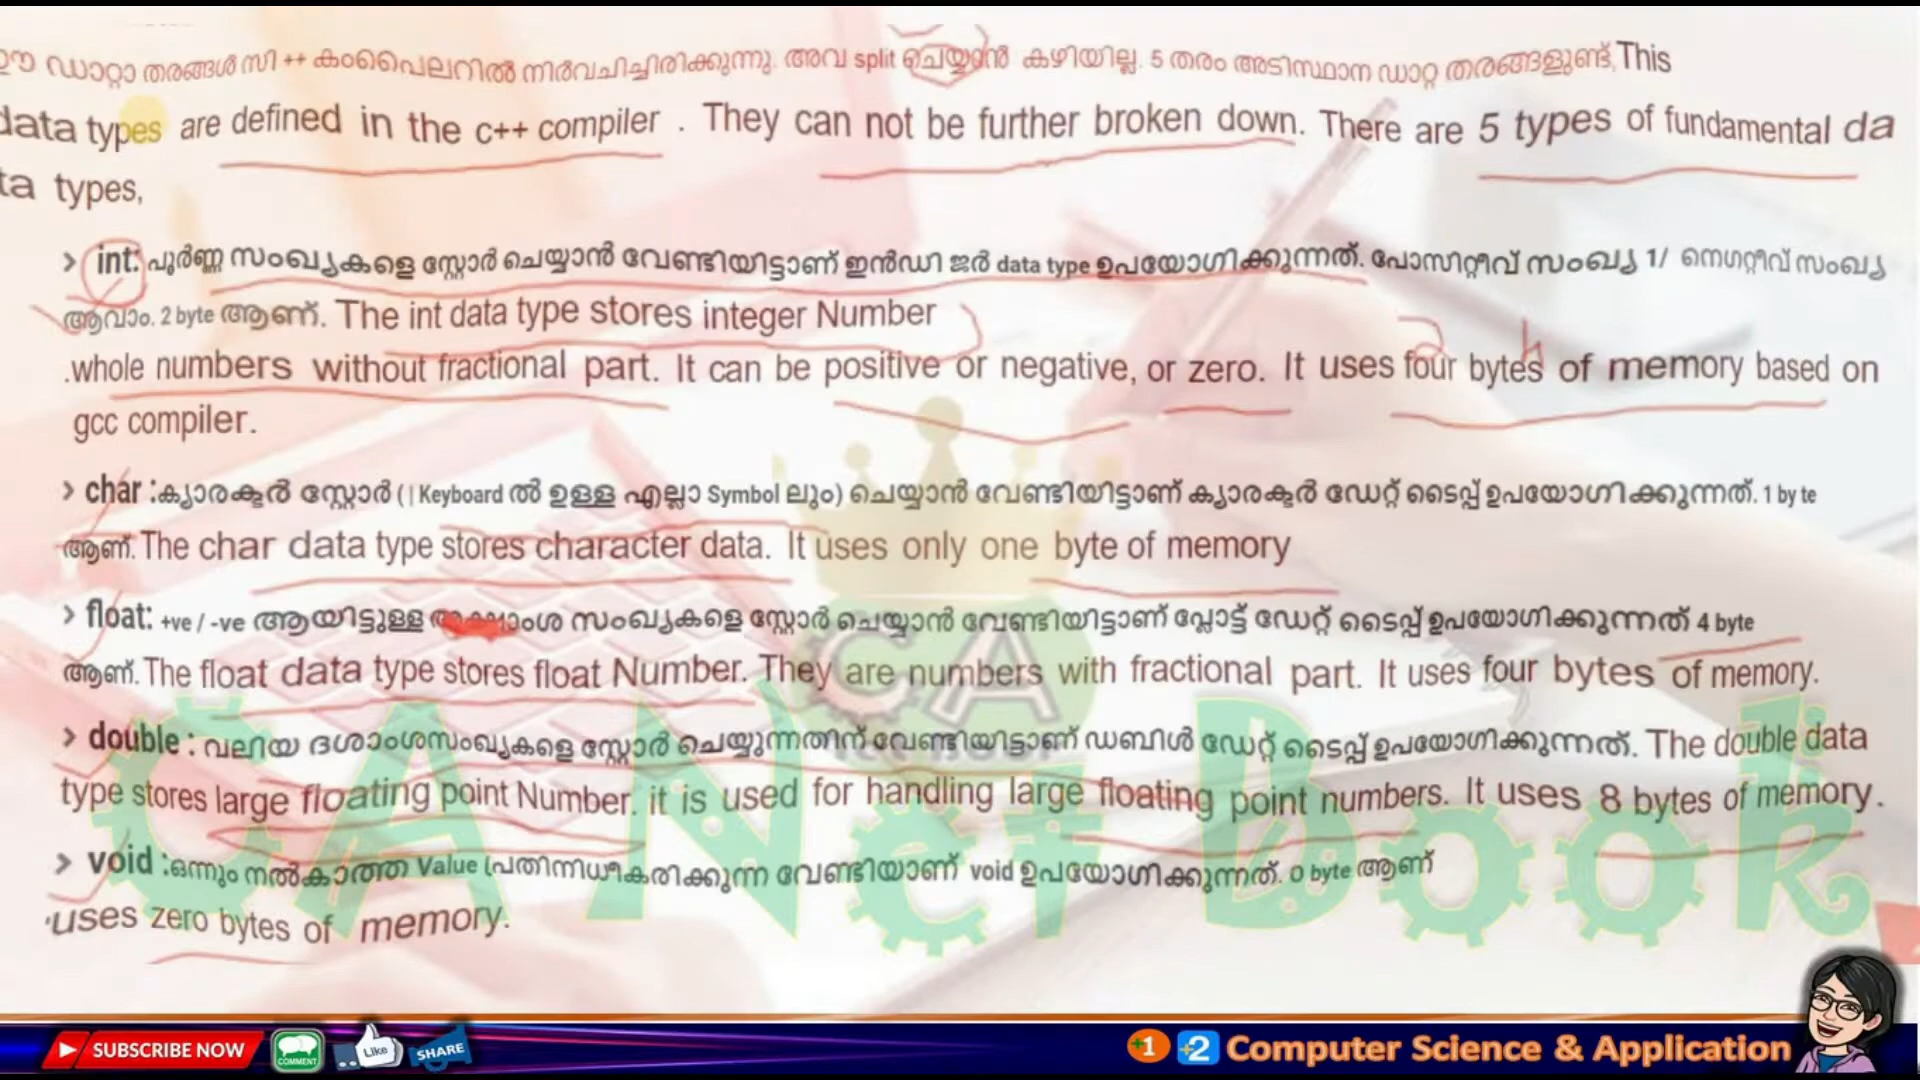 ഈ ഡാറ്റാ തരങ്ങൾ സി ++ കംപൈലറിൽ നിർവചിച്ചിരിക്കുന്നു. അവ split ചെയ്യാൻ കഴിയില്ല. 5 തരം അടിസ്ഥാന ഡാറ്റ തരങ്ങളുണ്ട്, This
data types are defined in the c++ compiler . They can not be further broken down. There are 5 types of fundamental da
ta types,
> int: പൂർണ്ണ സംഖ്യകളെ സ്റ്റോർ ചെയ്യാൻ വേണ്ടിയിട്ടാണ് ഇൻഡി ജർ data type ഉപയോഗിക്കുന്നത്. പോസിറ്റീവ് സംഖ്യ 1/ നെഗറ്റീവ് സംഖ്യ
ആവാം. 2 byte ആണ്. The int data type stores integer Number
.whole numbers without fractional part. It can be positive or negative, or zero. It uses four bytes of memory based on
gcc compiler.
> char :ക്യാരക്ടർ സ്റ്റോർ (| Keyboard ൽ ഉള്ള എല്ലാ Symbol ലും) ചെയ്യാൻ വേണ്ടിയിട്ടാണ് ക്യാരക്ടർ ഡേറ്റ് ടൈപ്പ് ഉപയോഗിക്കുന്നത്. 1 by te
ആണ്. The char data type stores character data. It uses only one byte of memory
> float: +ve / -ve ആയിട്ടുള്ള സംഖ്യകളെ സ്റ്റോർ ചെയ്യാൻ വേണ്ടിയിട്ടാണ് പ്ലോട്ട് ഡേറ്റ് ടൈപ്പ് ഉപയോഗിക്കുന്നത് 4 byte
ആണ്. The float data type stores float Number. They are numbers with fractional part. It uses four bytes of memory.
> double : വലിയ ദശാംശസംഖ്യകളെ സ്റ്റോർ ചെയ്യുന്നതിന് വേണ്ടിയിട്ടാണ് ഡബിൾ ഡേറ്റ് ടൈപ്പ് ഉപയോഗിക്കുന്നത്. The double data
type stores large floating point Number. it is used for handling large floating point numbers. It uses 8 bytes of memory.
> void :ഒന്നും നൽകാത്ത Value പ്രതിനിധീകരിക്കുന്ന വേണ്ടിയാണ് void ഉപയോഗിക്കുന്നത്. 0 byte ആണ്
'uses zero bytes of memory.
CA Net Book
CA
SUBSCRIBE NOW COMMENT Like SHARE +1 +2 Computer Science & Application